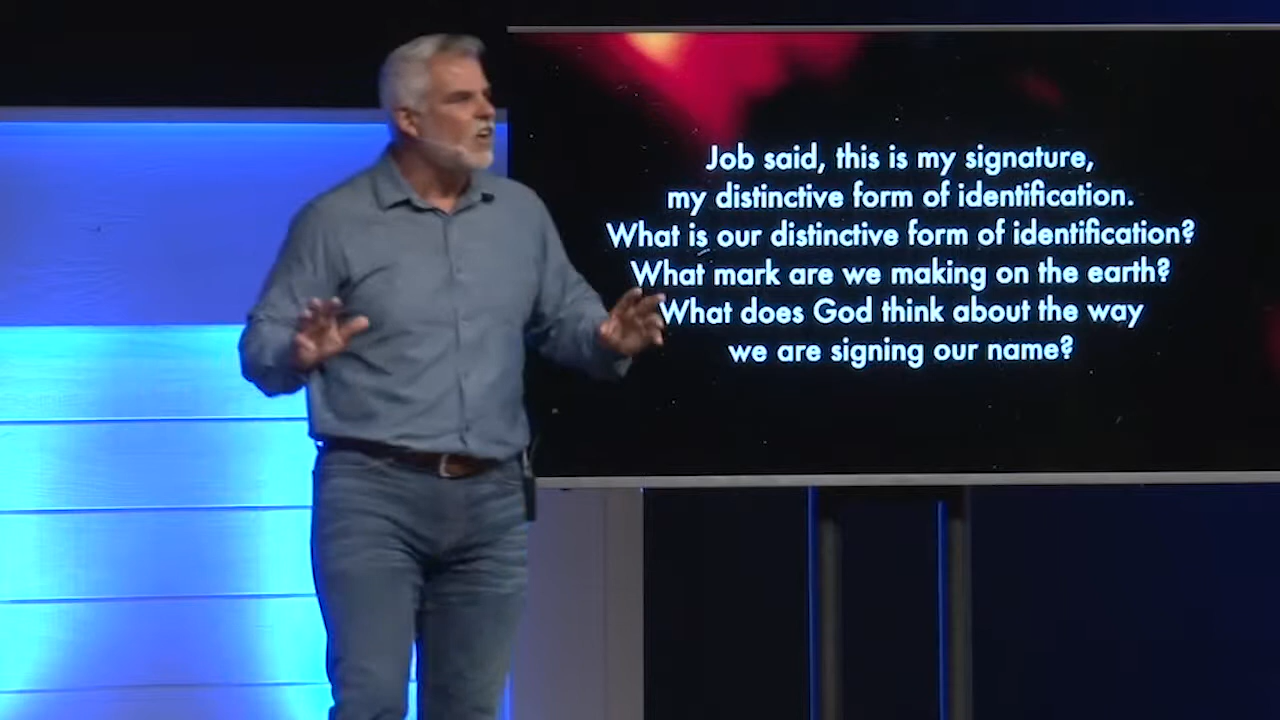 Job said, this is my signature,
my distinctive form of identification.
What is our distinctive form of identification?
What mark are we making on the earth?
What does God think about the way
we are signing our name?